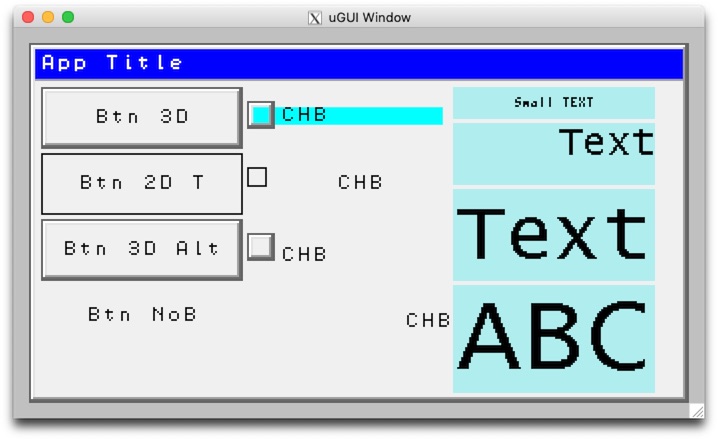 uGUI Window
App Title
Btn 3D
CHB
Small TEXT
Text
Btn 2D T
CHB
Text
Btn 3D Alt
CHB
Btn NoB
CHB
ABC